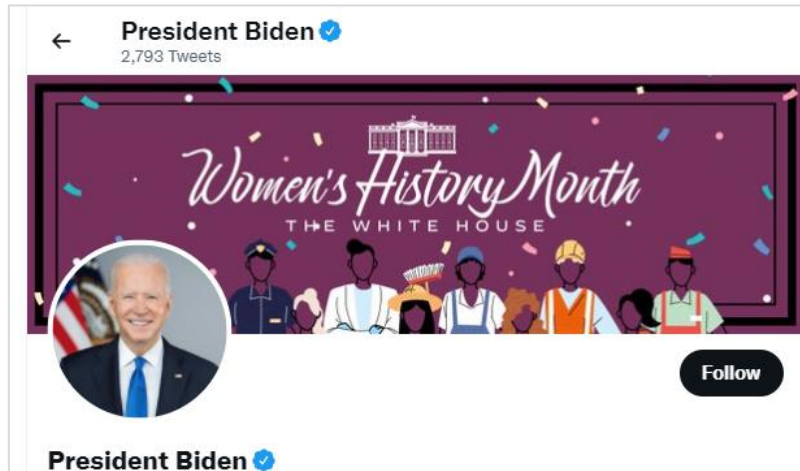 President Biden
2,793 Tweets
Women's History Month
THE WHITE HOUSE
Follow
President Biden